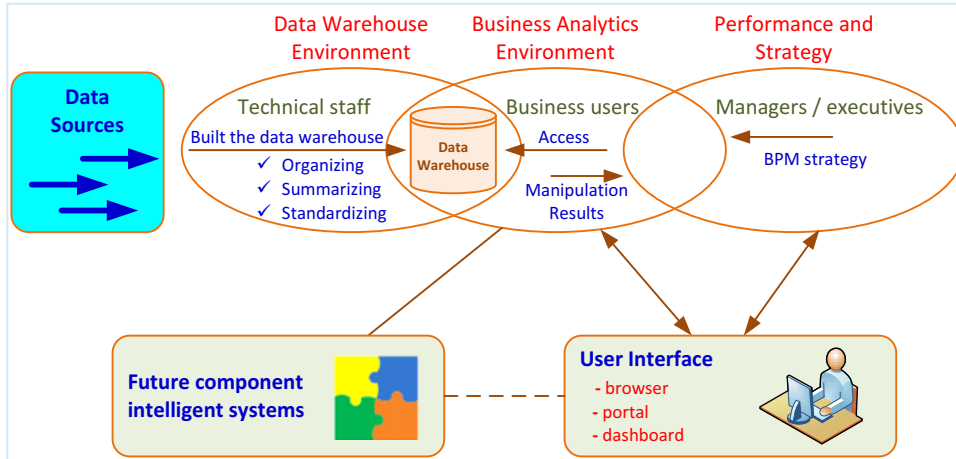 Data Warehouse
Environment
Business Analytics
Environment
Performance and
Strategy
Data
Sources
Technical staff
Built the data warehouse
✓ Organizing
✓ Summarizing
✓ Standardizing
Data
Warehouse
Business users
Access
Manipulation
Results
Managers / executives
BPM strategy
Future component
intelligent systems
User Interface
- browser
- portal
- dashboard